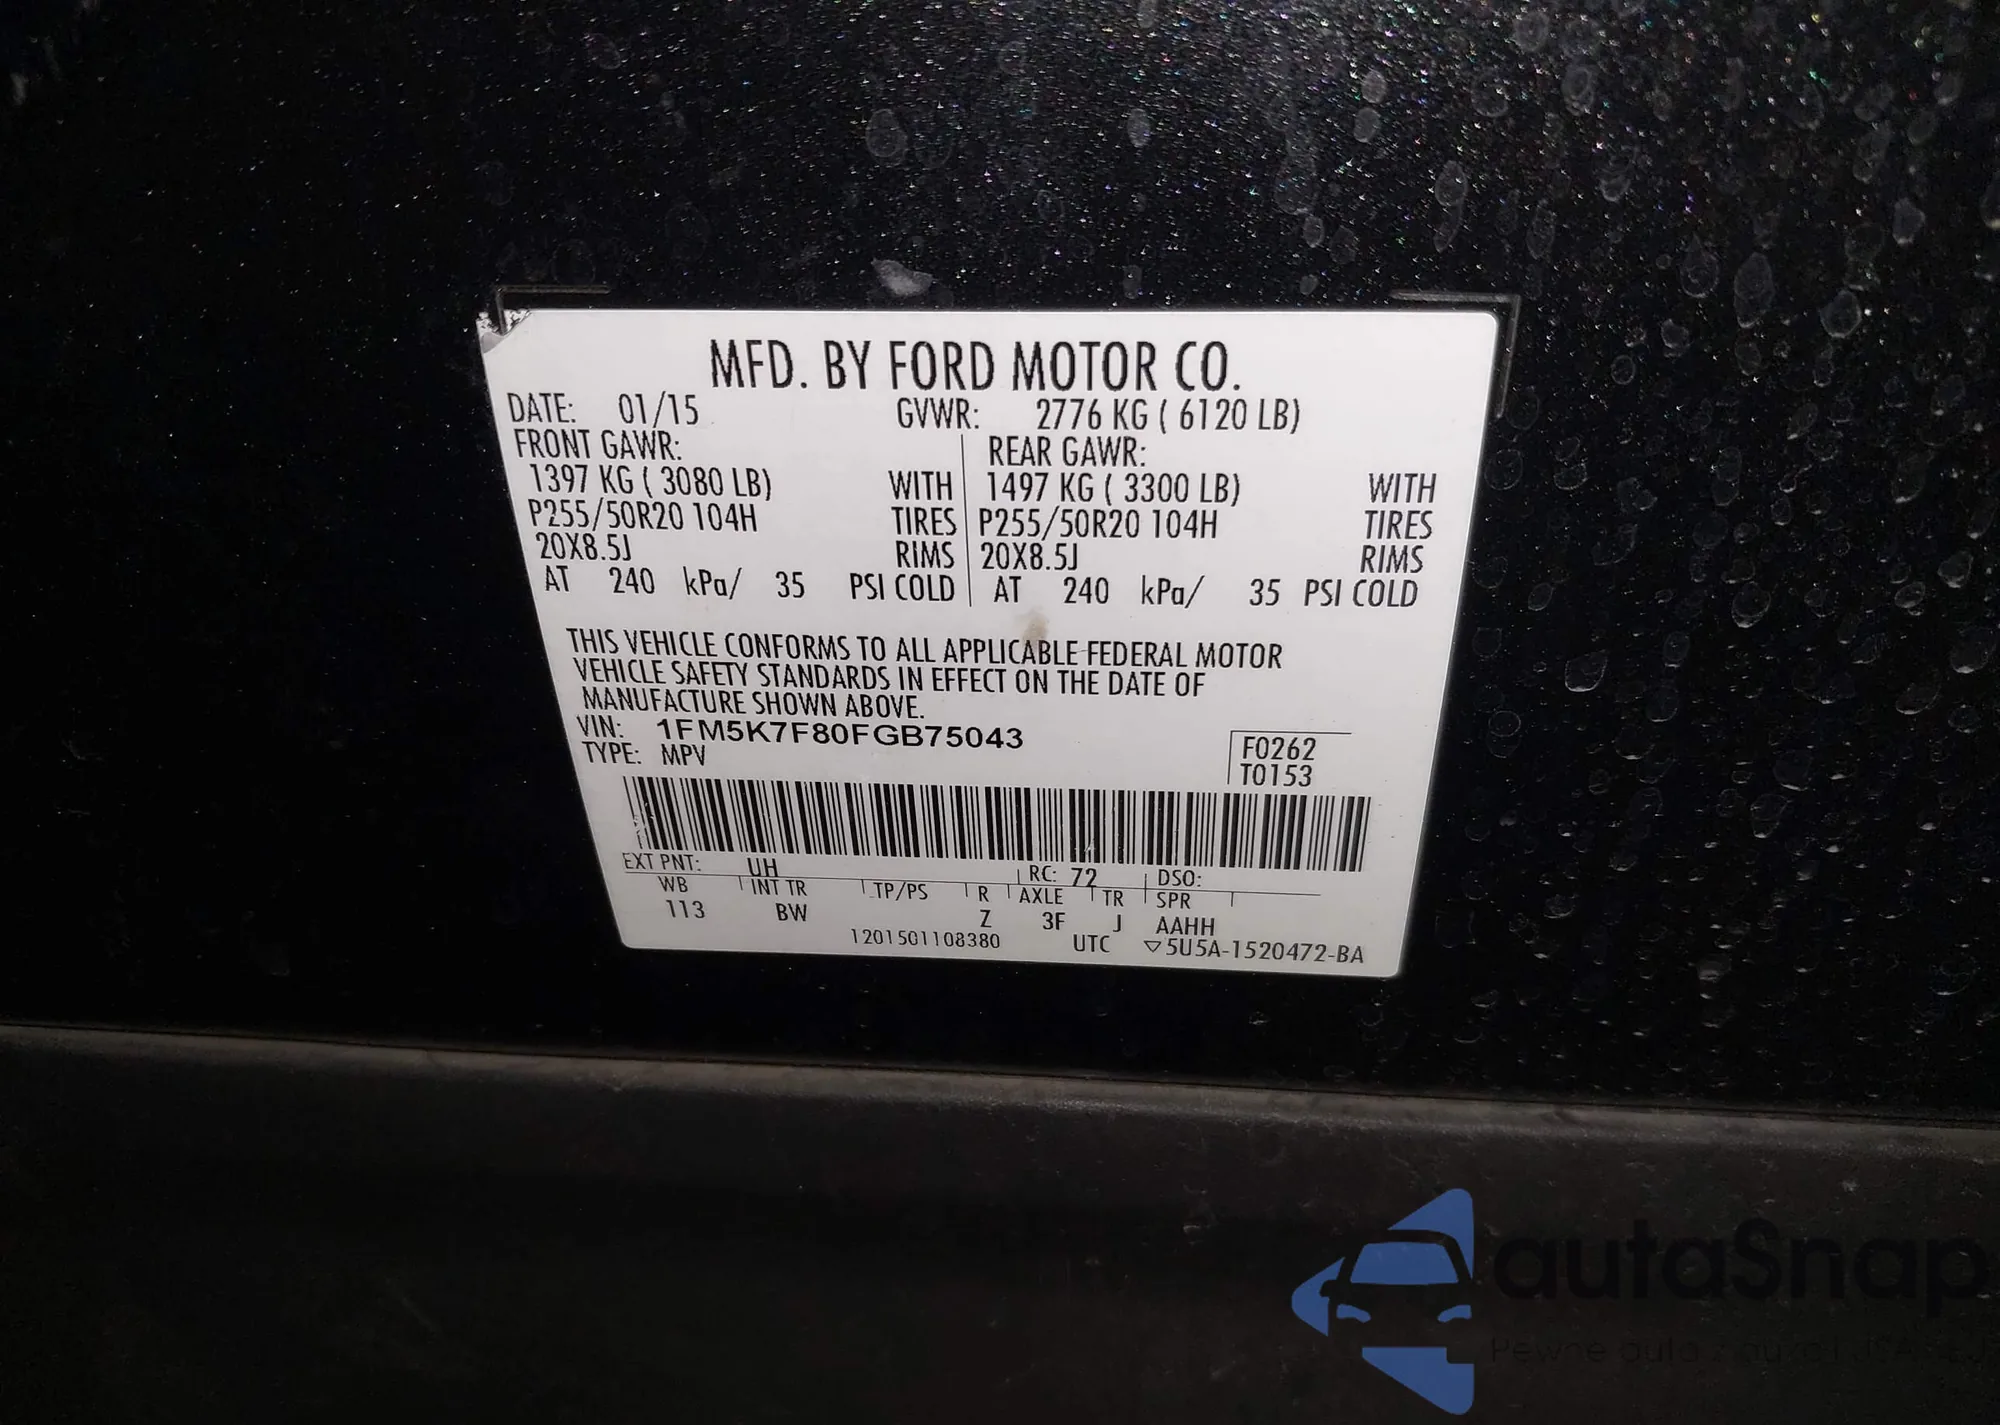 MFD. BY FORD MOTOR CO.
DATE: 01/15 GVWR: 2776 KG ( 6120 LB)
FRONT GAWR: REAR GAWR:
1397 KG ( 3080 LB) WITH 1497 KG ( 3300 LB) WITH
P255/50R20 104H TIRES P255/50R20 104H TIRES
20X8.5J RIMS 20X8.5J RIMS
AT 240 kPa/ 35 PSI COLD AT 240 kPa/ 35 PSI COLD
THIS VEHICLE CONFORMS TO ALL APPLICABLE FEDERAL MOTOR
VEHICLE SAFETY STANDARDS IN EFFECT ON THE DATE OF
MANUFACTURE SHOWN ABOVE.
VIN: 1FM5K7F80FGB75043
TYPE: MPV
F0262
T0153
EXT PNT: UH RC: 72 DSO:
WB INT TR TP/PS R AXLE TR SPR
113 BW Z 3F J AAHH
1201501108380 UTC ▽5U5A-1520472-BA
autaSnap
Pewne auto z